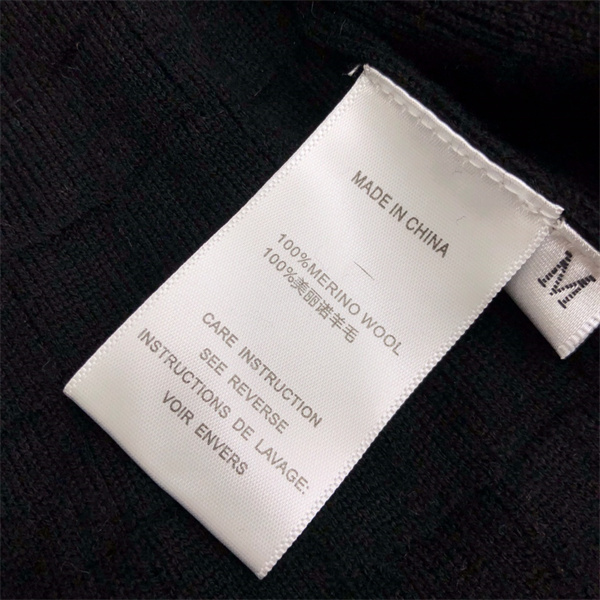 MADE IN CHINA
100%MERINO WOOL
100%美丽诺羊毛
CARE INSTRUCTION
SEE REVERSE
INSTRUCTIONS DE LAVAGE:
VOIR ENVERS